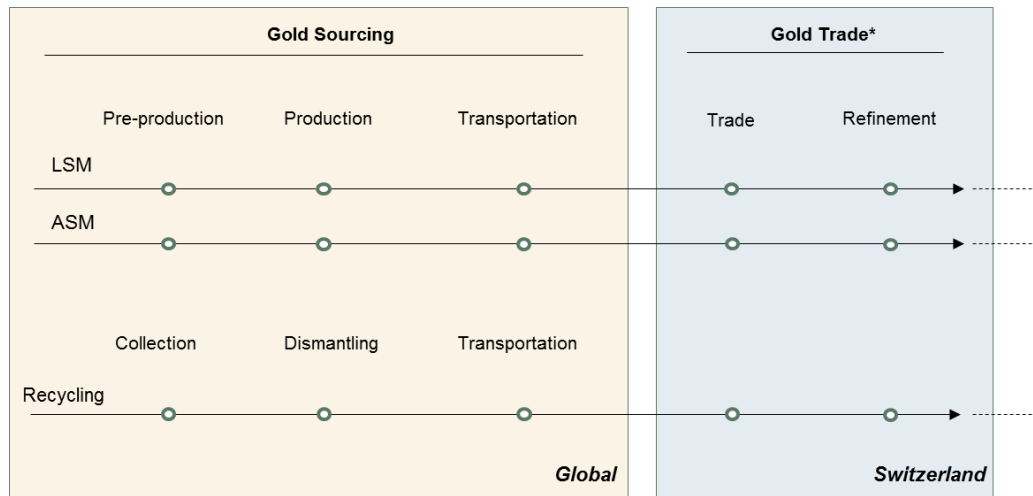 Gold Sourcing
Gold Trade*
Pre-production Production Transportation
Trade Refinement
LSM
ASM
Collection Dismantling Transportation
Recycling
Global
Switzerland